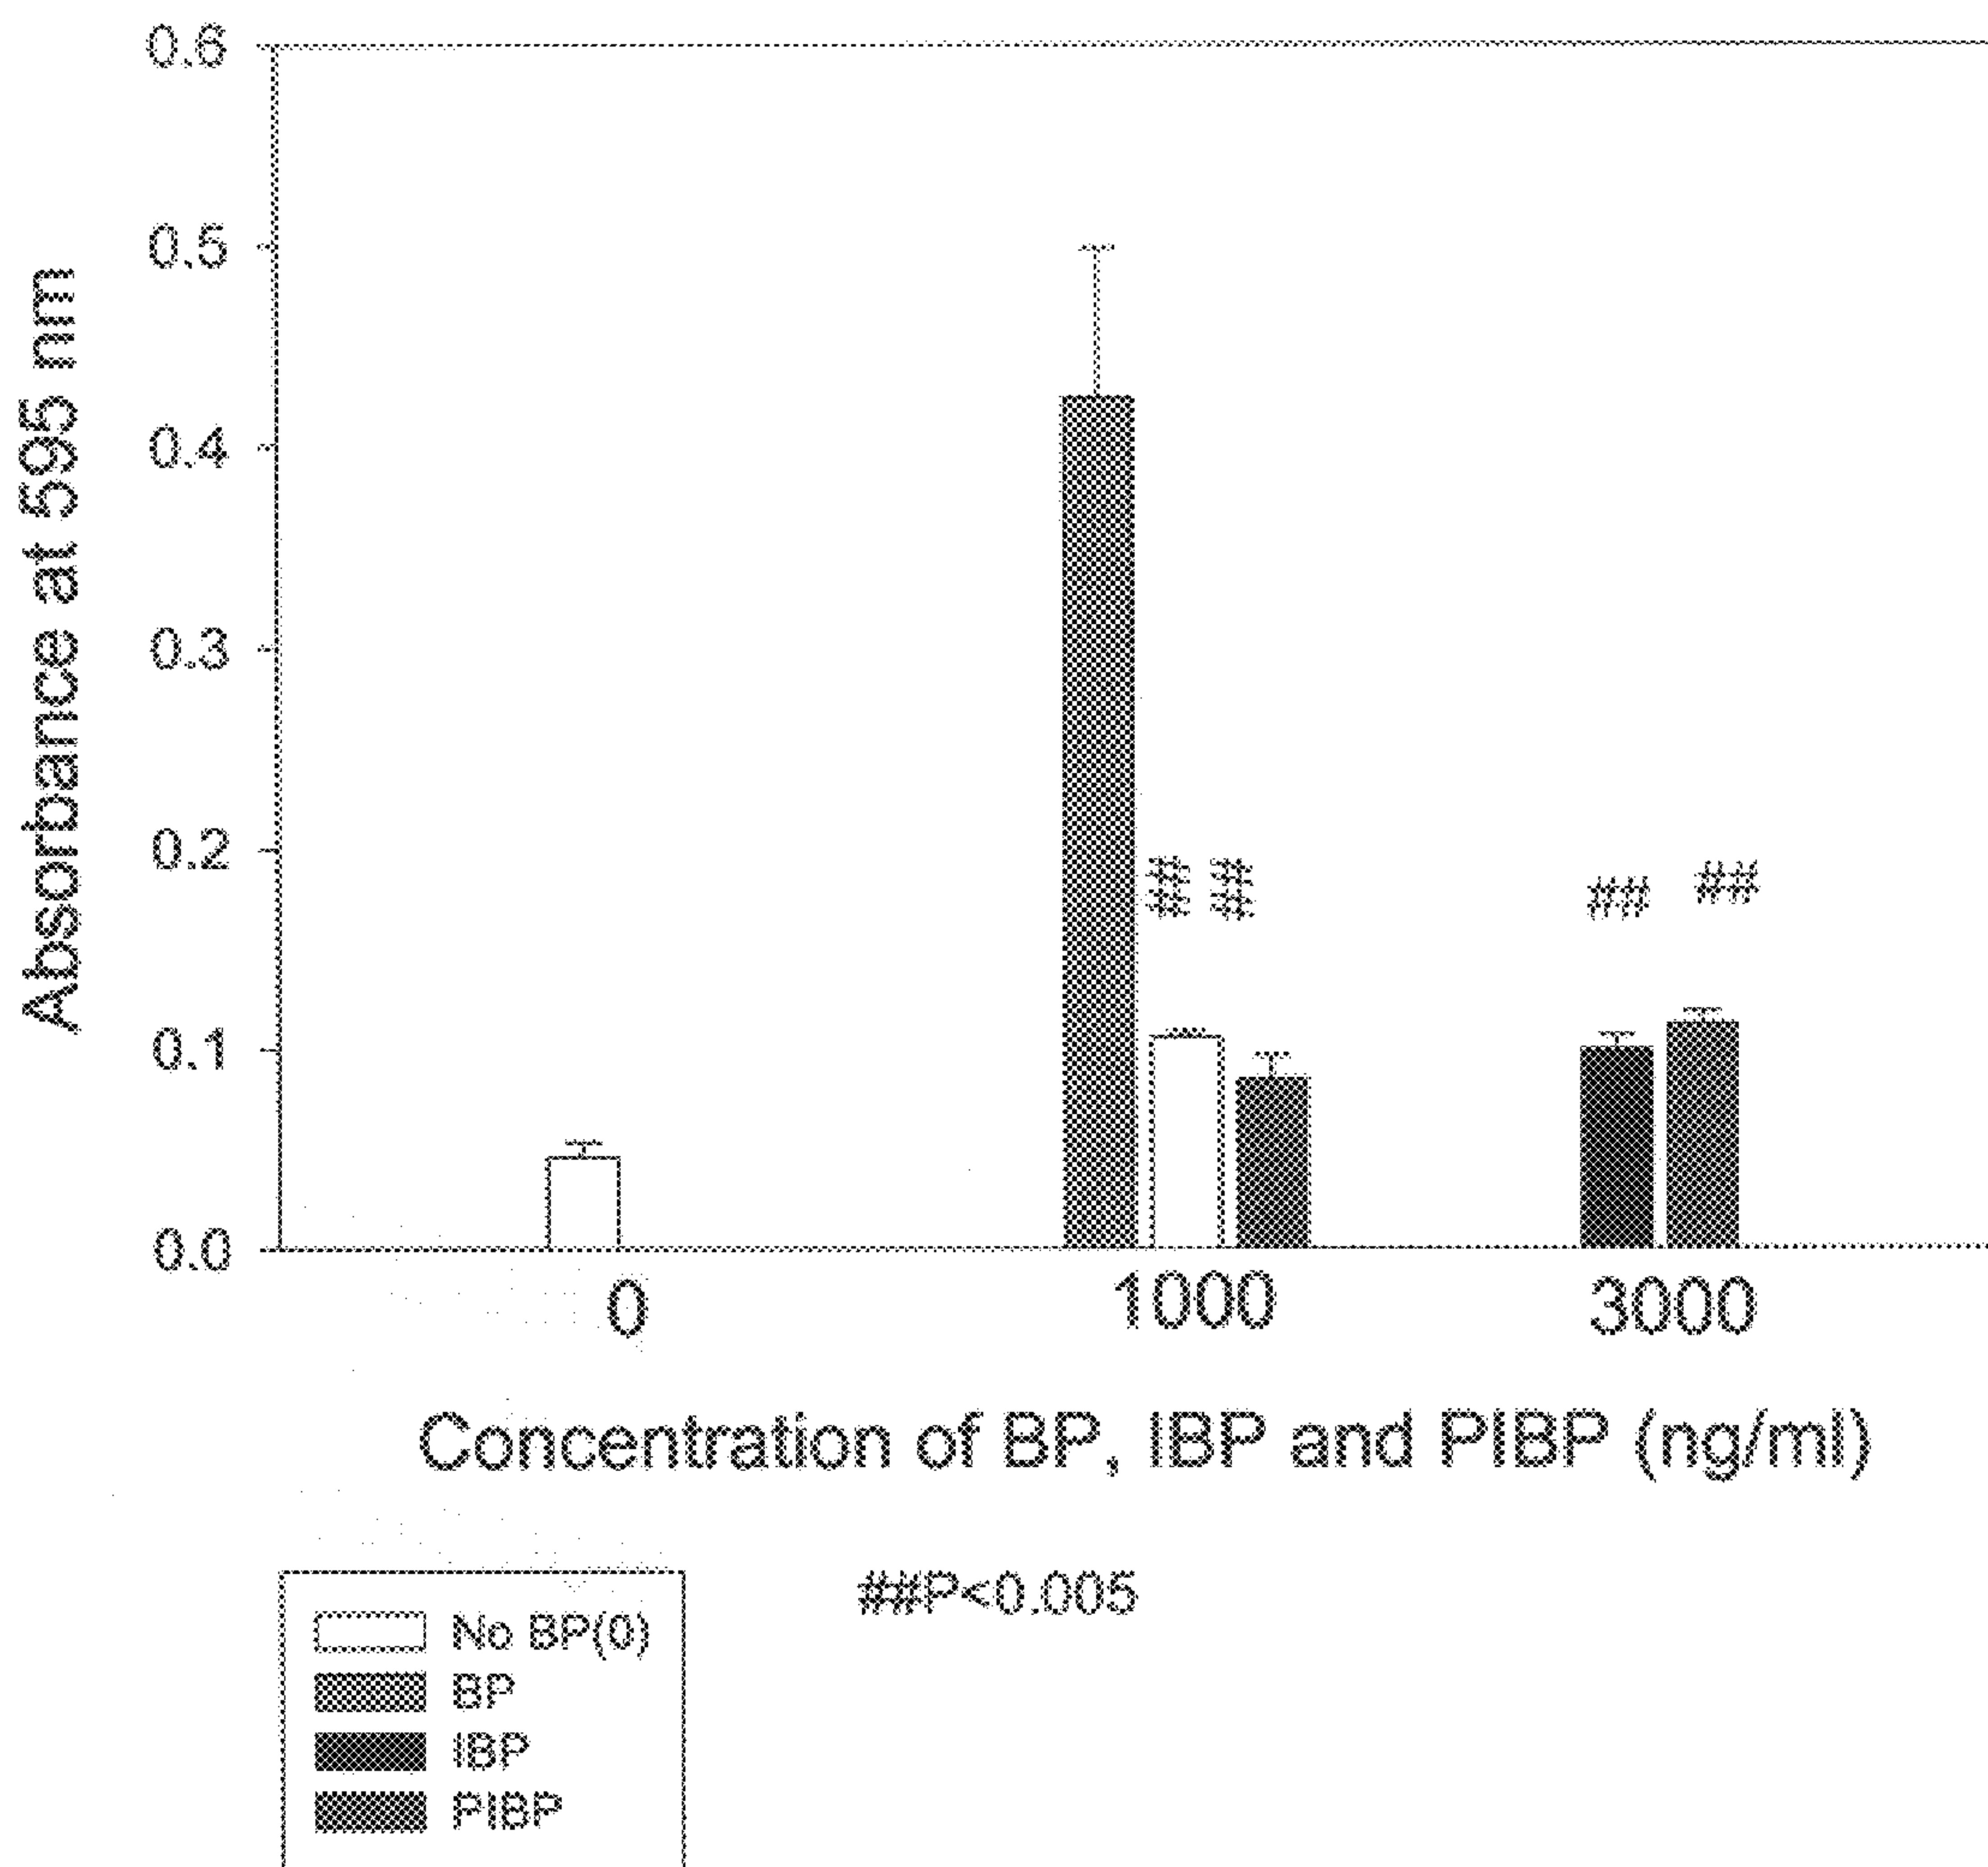 0.6
0.5
0.4
0.3
0.2
0.1
0.0
Absorbance at 595 nm
## ## ## ##
0 1000 3000
Concentration of BP, IBP and PIBP (ng/ml)
##P<0.005
No BP(0)
BP
IBP
PIBP